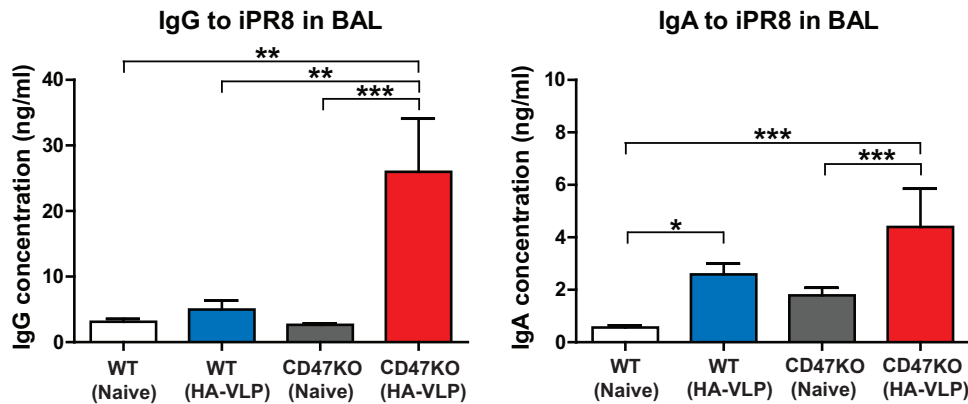 IgG to iPR8 in BAL
IgG concentration (ng/ml)
40
30
20
10
0
**
**
***
WT
(Naive)
WT
(HA-VLP)
CD47KO
(Naive)
CD47KO
(HA-VLP)
IgA to iPR8 in BAL
IgA concentration (ng/ml)
10
8
6
4
2
0
***
***
*
WT
(Naive)
WT
(HA-VLP)
CD47KO
(Naive)
CD47KO
(HA-VLP)